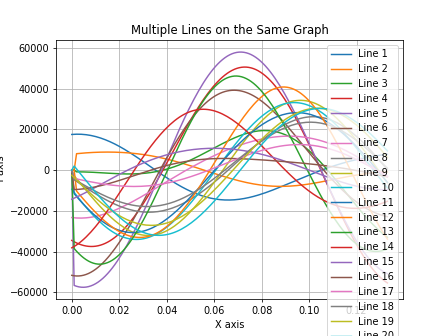 Multiple Lines on the Same Graph
60000
40000
20000
0
−20000
−40000
−60000
0.00
0.02
0.04
0.06
0.08
0.10
X axis
Line 1
Line 2
Line 3
Line 4
Line 5
Line 6
Line 7
Line 8
Line 9
Line 10
Line 11
Line 12
Line 13
Line 14
Line 15
Line 16
Line 17
Line 18
Line 19
Line 20